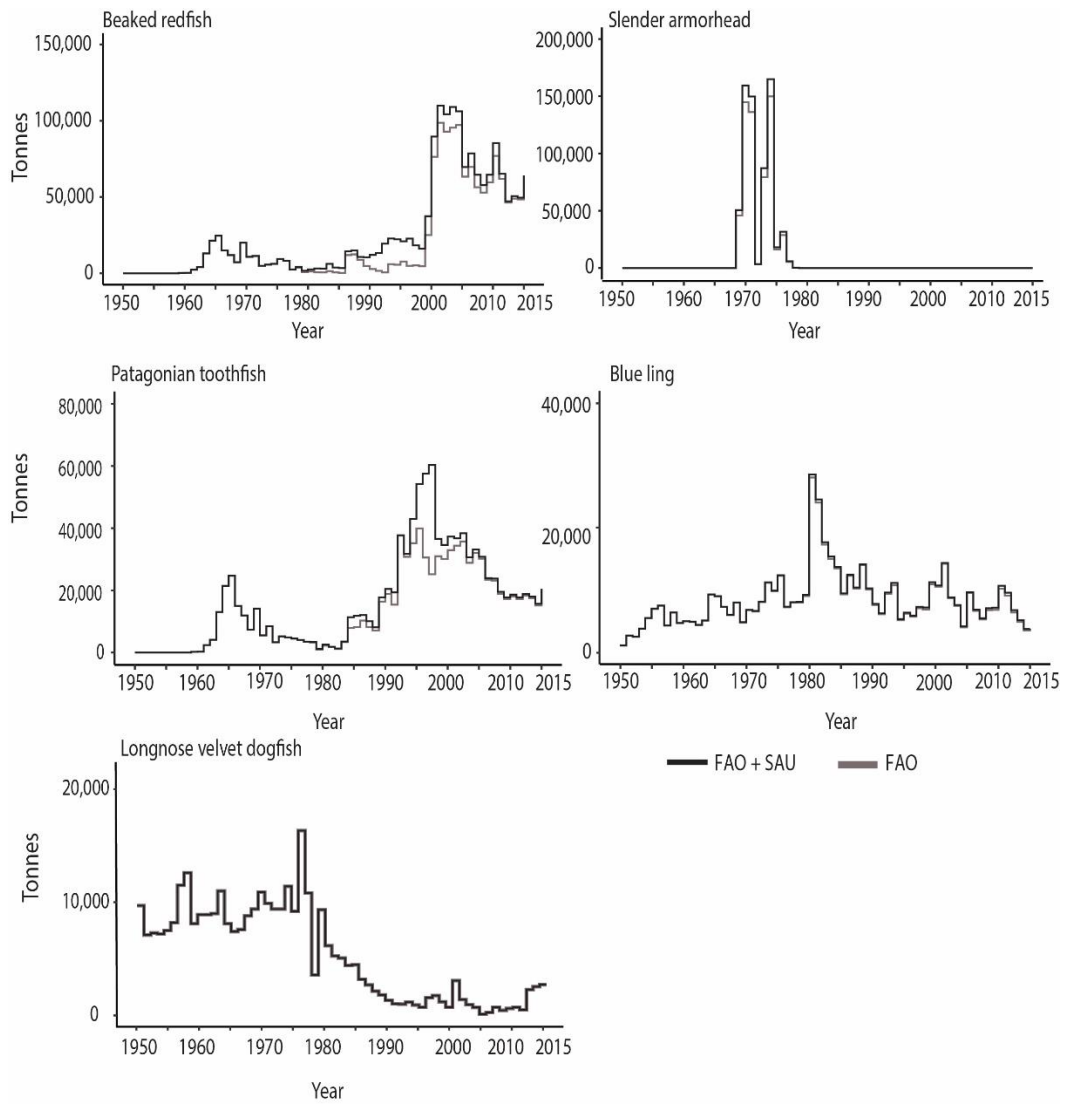 Beaked redfish
150,000
100,000
50,000
0
Tonnes
1950 1960 1970 1980 1990 2000 2010 2015
Year
Slender armorhead
200,000
150,000
100,000
50,000
0
1950 1960 1970 1980 1990 2000 2010 2015
Year
Patagonian toothfish
80,000
60,000
40,000
20,000
0
Tonnes
1950 1960 1970 1980 1990 2000 2010 2015
Year
Blue ling
40,000
20,000
0
1950 1960 1970 1980 1990 2000 2010 2015
Year
Longnose velvet dogfish
20,000
10,000
0
Tonnes
1950 1960 1970 1980 1990 2000 2015
Year
FAO + SAU FAO